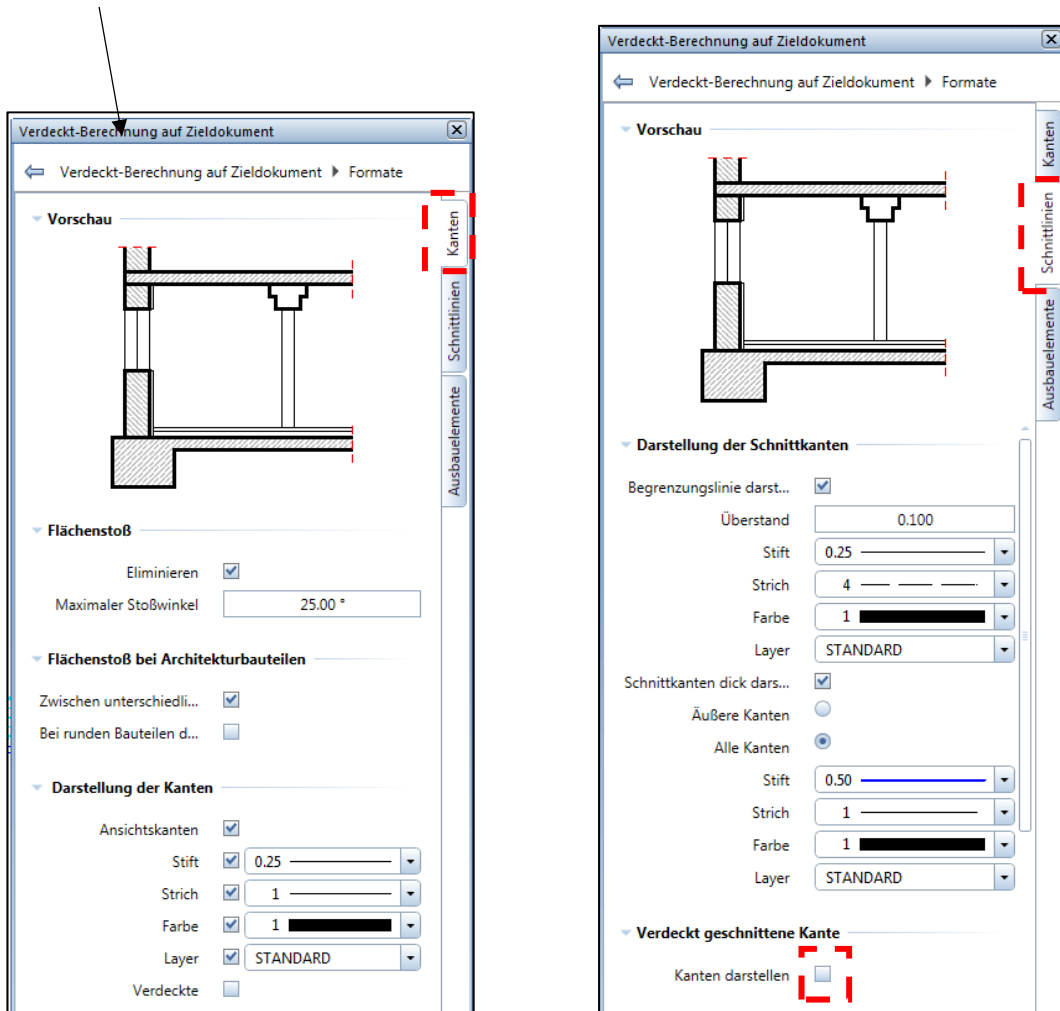 Verdeckt-Berechnung auf Zieldokument
Verdeckt-Berechnung auf Zieldokument Formate
Kanten
Schnittlinien
Ausbauelemente
Vorschau
Flächenstoß
Eliminieren
Maximaler Stoßwinkel 25.00 °
Flächenstoß bei Architekturbauteilen
Zwischen unterschiedli...
Bei runden Bauteilen d...
Darstellung der Kanten
Ansichtskanten
Stift 0.25
Strich 1
Farbe 1
Layer STANDARD
Verdeckte
Verdeckt-Berechnung auf Zieldokument
Verdeckt-Berechnung auf Zieldokument Formate
Kanten
Schnittlinien
Ausbauelemente
Vorschau
Darstellung der Schnittkanten
Begrenzungslinie darst...
Überstand 0.100
Stift 0.25
Strich 4
Farbe 1
Layer STANDARD
Schnittkanten dick dars...
Äußere Kanten
Alle Kanten
Stift 0.50
Strich 1
Farbe 1
Layer STANDARD
Verdeckt geschnittene Kante
Kanten darstellen